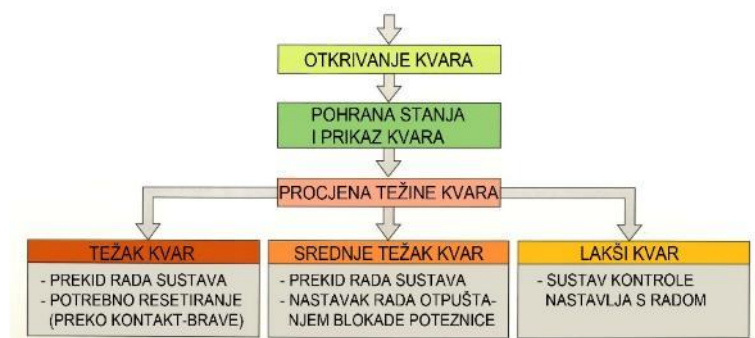 OTKRIVANJE KVARA
POHRANA STANJA
I PRIKAZ KVARA
PROCJENA TEŽINE KVARA
TEŽAK KVAR
- PREKID RADA SUSTAVA
- POTREBNO RESETIRANJE
(PREKO KONTAKT-BRAVE)
SREDNJE TEŽAK KVAR
- PREKID RADA SUSTAVA
- NASTAVAK RADA OTPUŠTA-
NJEM BLOKADE POTEZNICE
LAKŠI KVAR
- SUSTAV KONTROLE
NASTAVLJA S RADOM